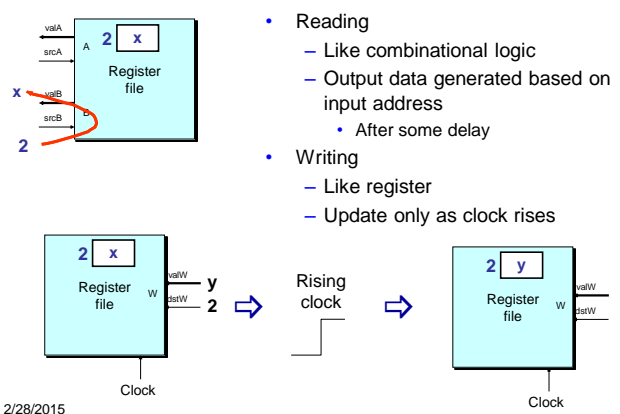 valA
srcA
A
2 x
Register
file
x
valB
B
srcB
2
• Reading
– Like combinational logic
– Output data generated based on
input address
• After some delay
• Writing
– Like register
– Update only as clock rises
2 x
Register
file
W
valW
y
dstW
2
Clock
Rising
clock
2 y
Register
file
W
valW
dstW
Clock
2/28/2015